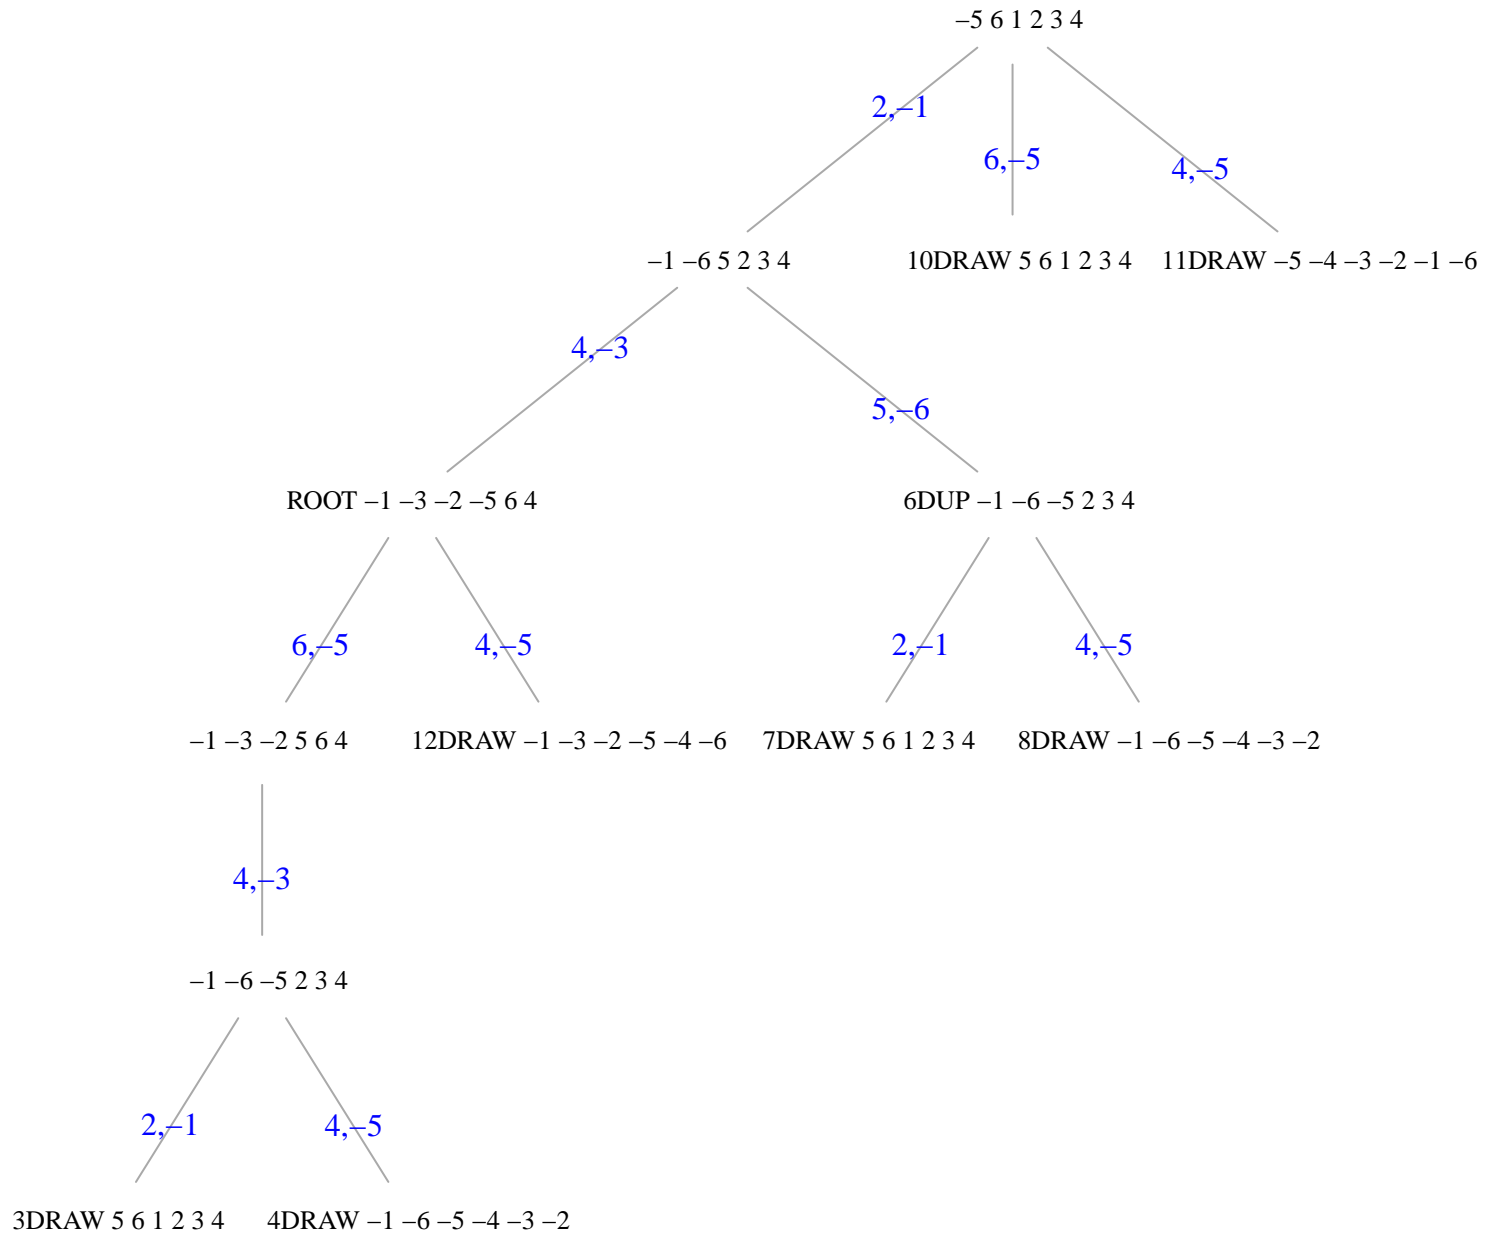 –5 6 1 2 3 4
2,–1
6,–5
4,–5
–1 –6 5 2 3 4
10DRAW 5 6 1 2 3 4
11DRAW –5 –4 –3 –2 –1 –6
4,–3
5,–6
ROOT –1 –3 –2 –5 6 4
6DUP –1 –6 –5 2 3 4
6,–5
4,–5
2,–1
4,–5
–1 –3 –2 5 6 4
12DRAW –1 –3 –2 –5 –4 –6
7DRAW 5 6 1 2 3 4
8DRAW –1 –6 –5 –4 –3 –2
4,–3
–1 –6 –5 2 3 4
2,–1
4,–5
3DRAW 5 6 1 2 3 4
4DRAW –1 –6 –5 –4 –3 –2